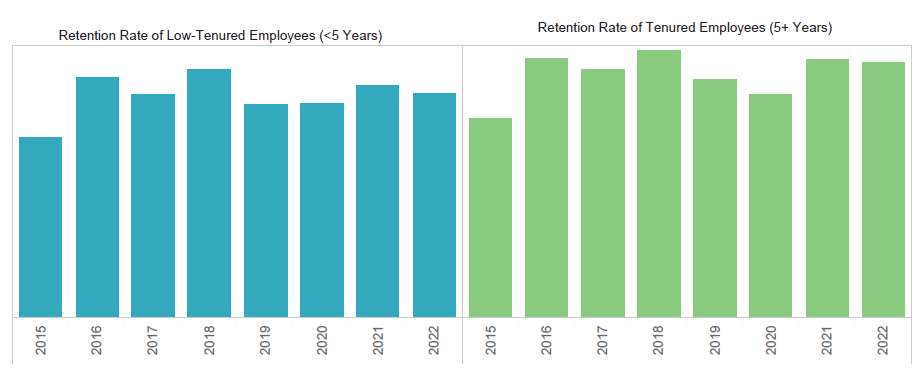 Retention Rate of Low-Tenured Employees (<5 Years)
Retention Rate of Tenured Employees (5+ Years)
2015 2016 2017 2018 2019 2020 2021 2022
2015 2016 2017 2018 2019 2020 2021 2022